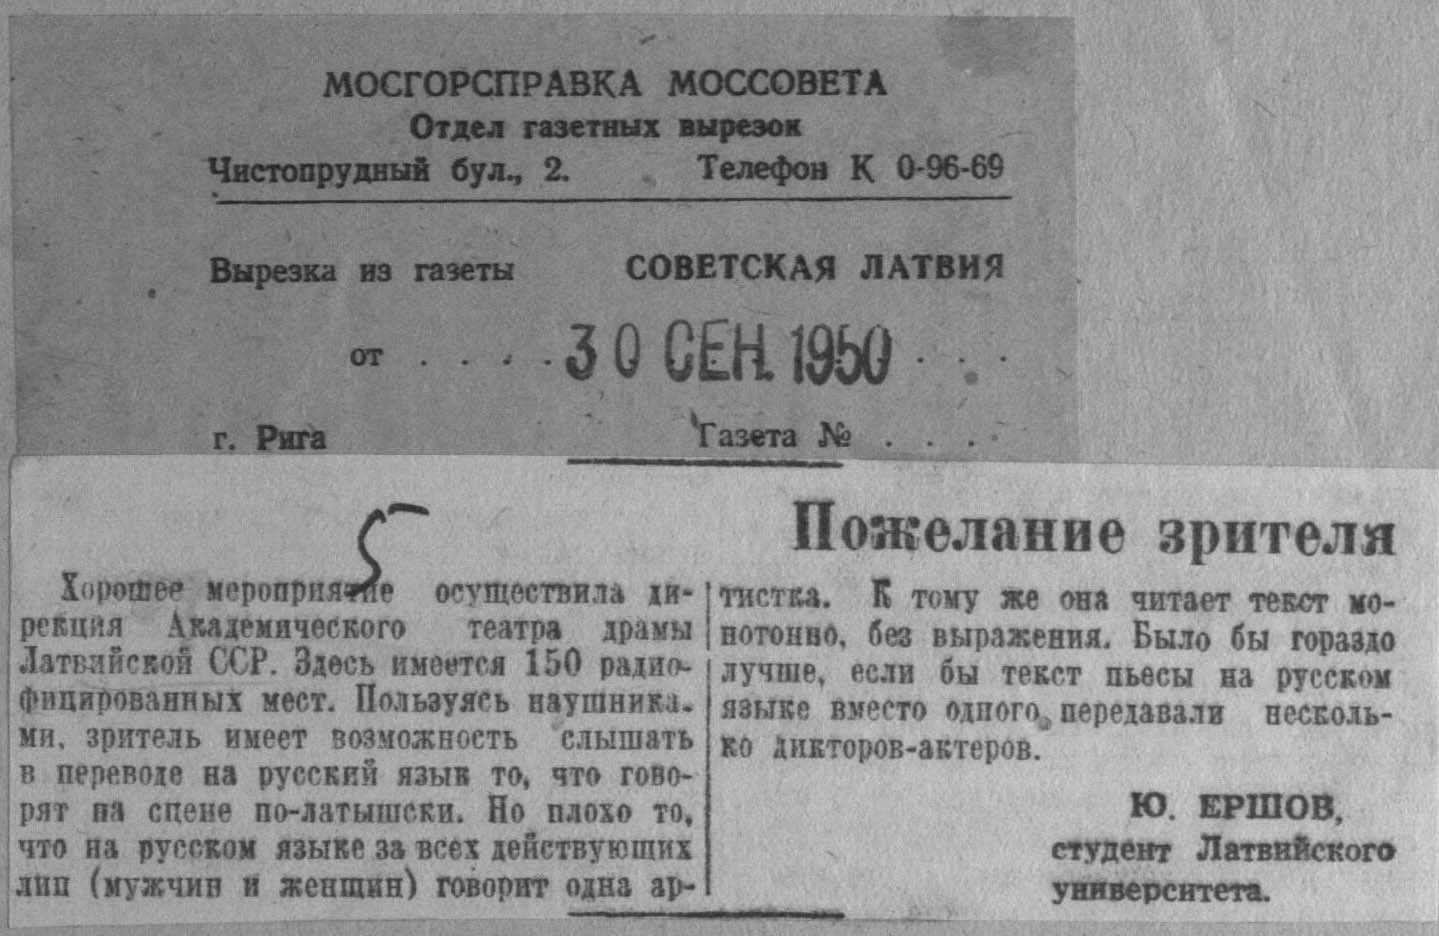 МОСГОРСПРАВКА МОССОВЕТА
Отдел газетных вырезок
Чистопрудный бул., 2. Телефон К 0-96-69
Вырезка из газеты СОВЕТСКАЯ ЛАТВИЯ
от . . . . 30 СЕН. 1950 . . .
г. Рига Газета № . . . .
5
Пожелание зрителя
Хорошее мероприятие осуществила ди-
рекция Академического театра драмы
Латвийской ССР. Здесь имеется 150 радио-
фицированных мест. Пользуясь наушника-
ми, зритель имеет возможность слышать
в переводе на русский язык то, что гово-
рят на сцене по-латышски. Но плохо то,
что на русском языке за всех действующих
лиц (мужчин и женщин) говорит одна ар-
тистка. К тому же она читает текст мо-
нотонно, без выражения. Было бы гораздо
лучше, если бы текст пьесы на русском
языке вместо одного передавали несколь-
ко дикторов-актеров.
Ю. ЕРШОВ,
студент Латвийского
университета.